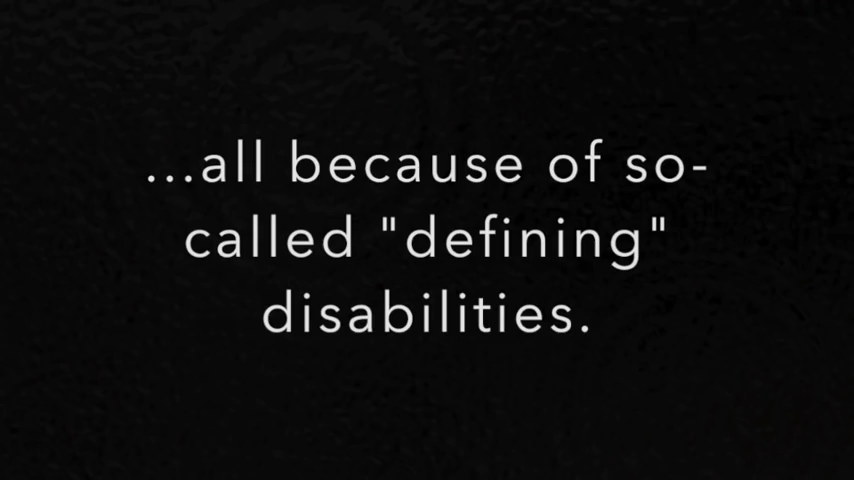 ...all because of so-
called "defining"
disabilities.